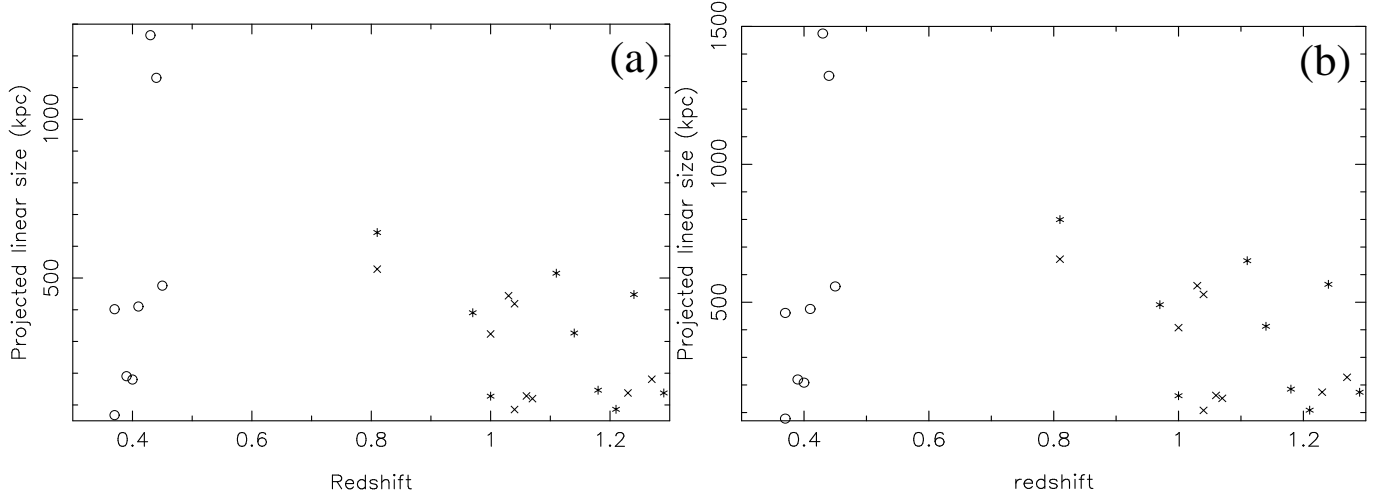 (a)
Projected linear size (kpc)
1000
500
0.4 0.6 0.8 1 1.2
Redshift
(b)
Projected linear size (kpc)
1500
1000
500
0.4 0.6 0.8 1 1.2
redshift